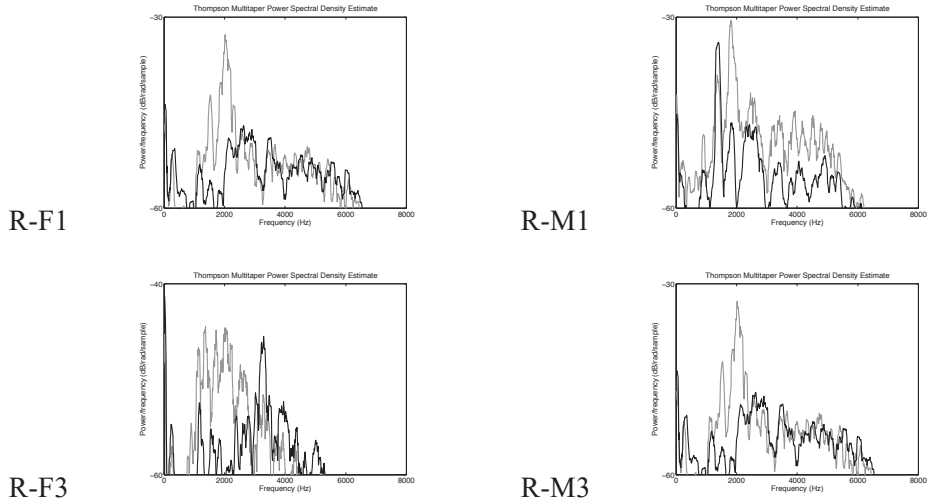 Thompson Multitaper Power Spectral Density Estimate
−30
Power/frequency (dB/rad/sample)
−60
0 2000 4000 6000 8000
Frequency (Hz)
R-F1
Thompson Multitaper Power Spectral Density Estimate
−30
Power/frequency (dB/rad/sample)
−60
0 2000 4000 6000 8000
Frequency (Hz)
R-M1
Thompson Multitaper Power Spectral Density Estimate
−40
Power/frequency (dB/rad/sample)
−60
0 2000 4000 6000 8000
Frequency (Hz)
R-F3
Thompson Multitaper Power Spectral Density Estimate
−30
Power/frequency (dB/rad/sample)
−60
0 2000 4000 6000 8000
Frequency (Hz)
R-M3